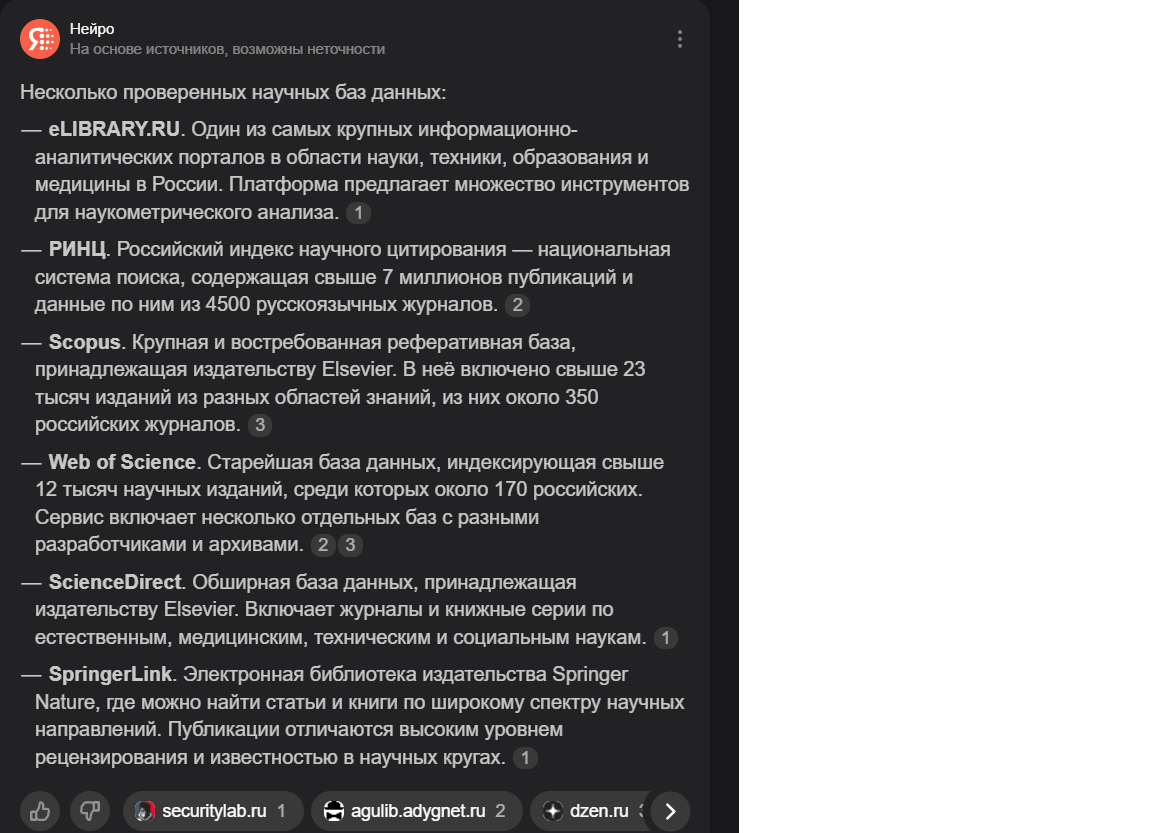 Нейро
На основе источников, возможны неточности
Несколько проверенных научных баз данных:
— eLIBRARY.RU. Один из самых крупных информационно-
аналитических порталов в области науки, техники, образования и
медицины в России. Платформа предлагает множество инструментов
для наукометрического анализа. 1
— РИНЦ. Российский индекс научного цитирования — национальная
система поиска, содержащая свыше 7 миллионов публикаций и
данные по ним из 4500 русскоязычных журналов. 2
— Scopus. Крупная и востребованная реферативная база,
принадлежащая издательству Elsevier. В неё включено свыше 23
тысяч изданий из разных областей знаний, из них около 350
российских журналов. 3
— Web of Science. Старейшая база данных, индексирующая свыше
12 тысяч научных изданий, среди которых около 170 российских.
Сервис включает несколько отдельных баз с разными
разработчиками и архивами. 2 3
— ScienceDirect. Обширная база данных, принадлежащая
издательству Elsevier. Включает журналы и книжные серии по
естественным, медицинским, техническим и социальным наукам. 1
— SpringerLink. Электронная библиотека издательства Springer
Nature, где можно найти статьи и книги по широкому спектру научных
направлений. Публикации отличаются высоким уровнем
рецензирования и известностью в научных кругах. 1
securitylab.ru 1 agulib.adygnet.ru 2 dzen.ru